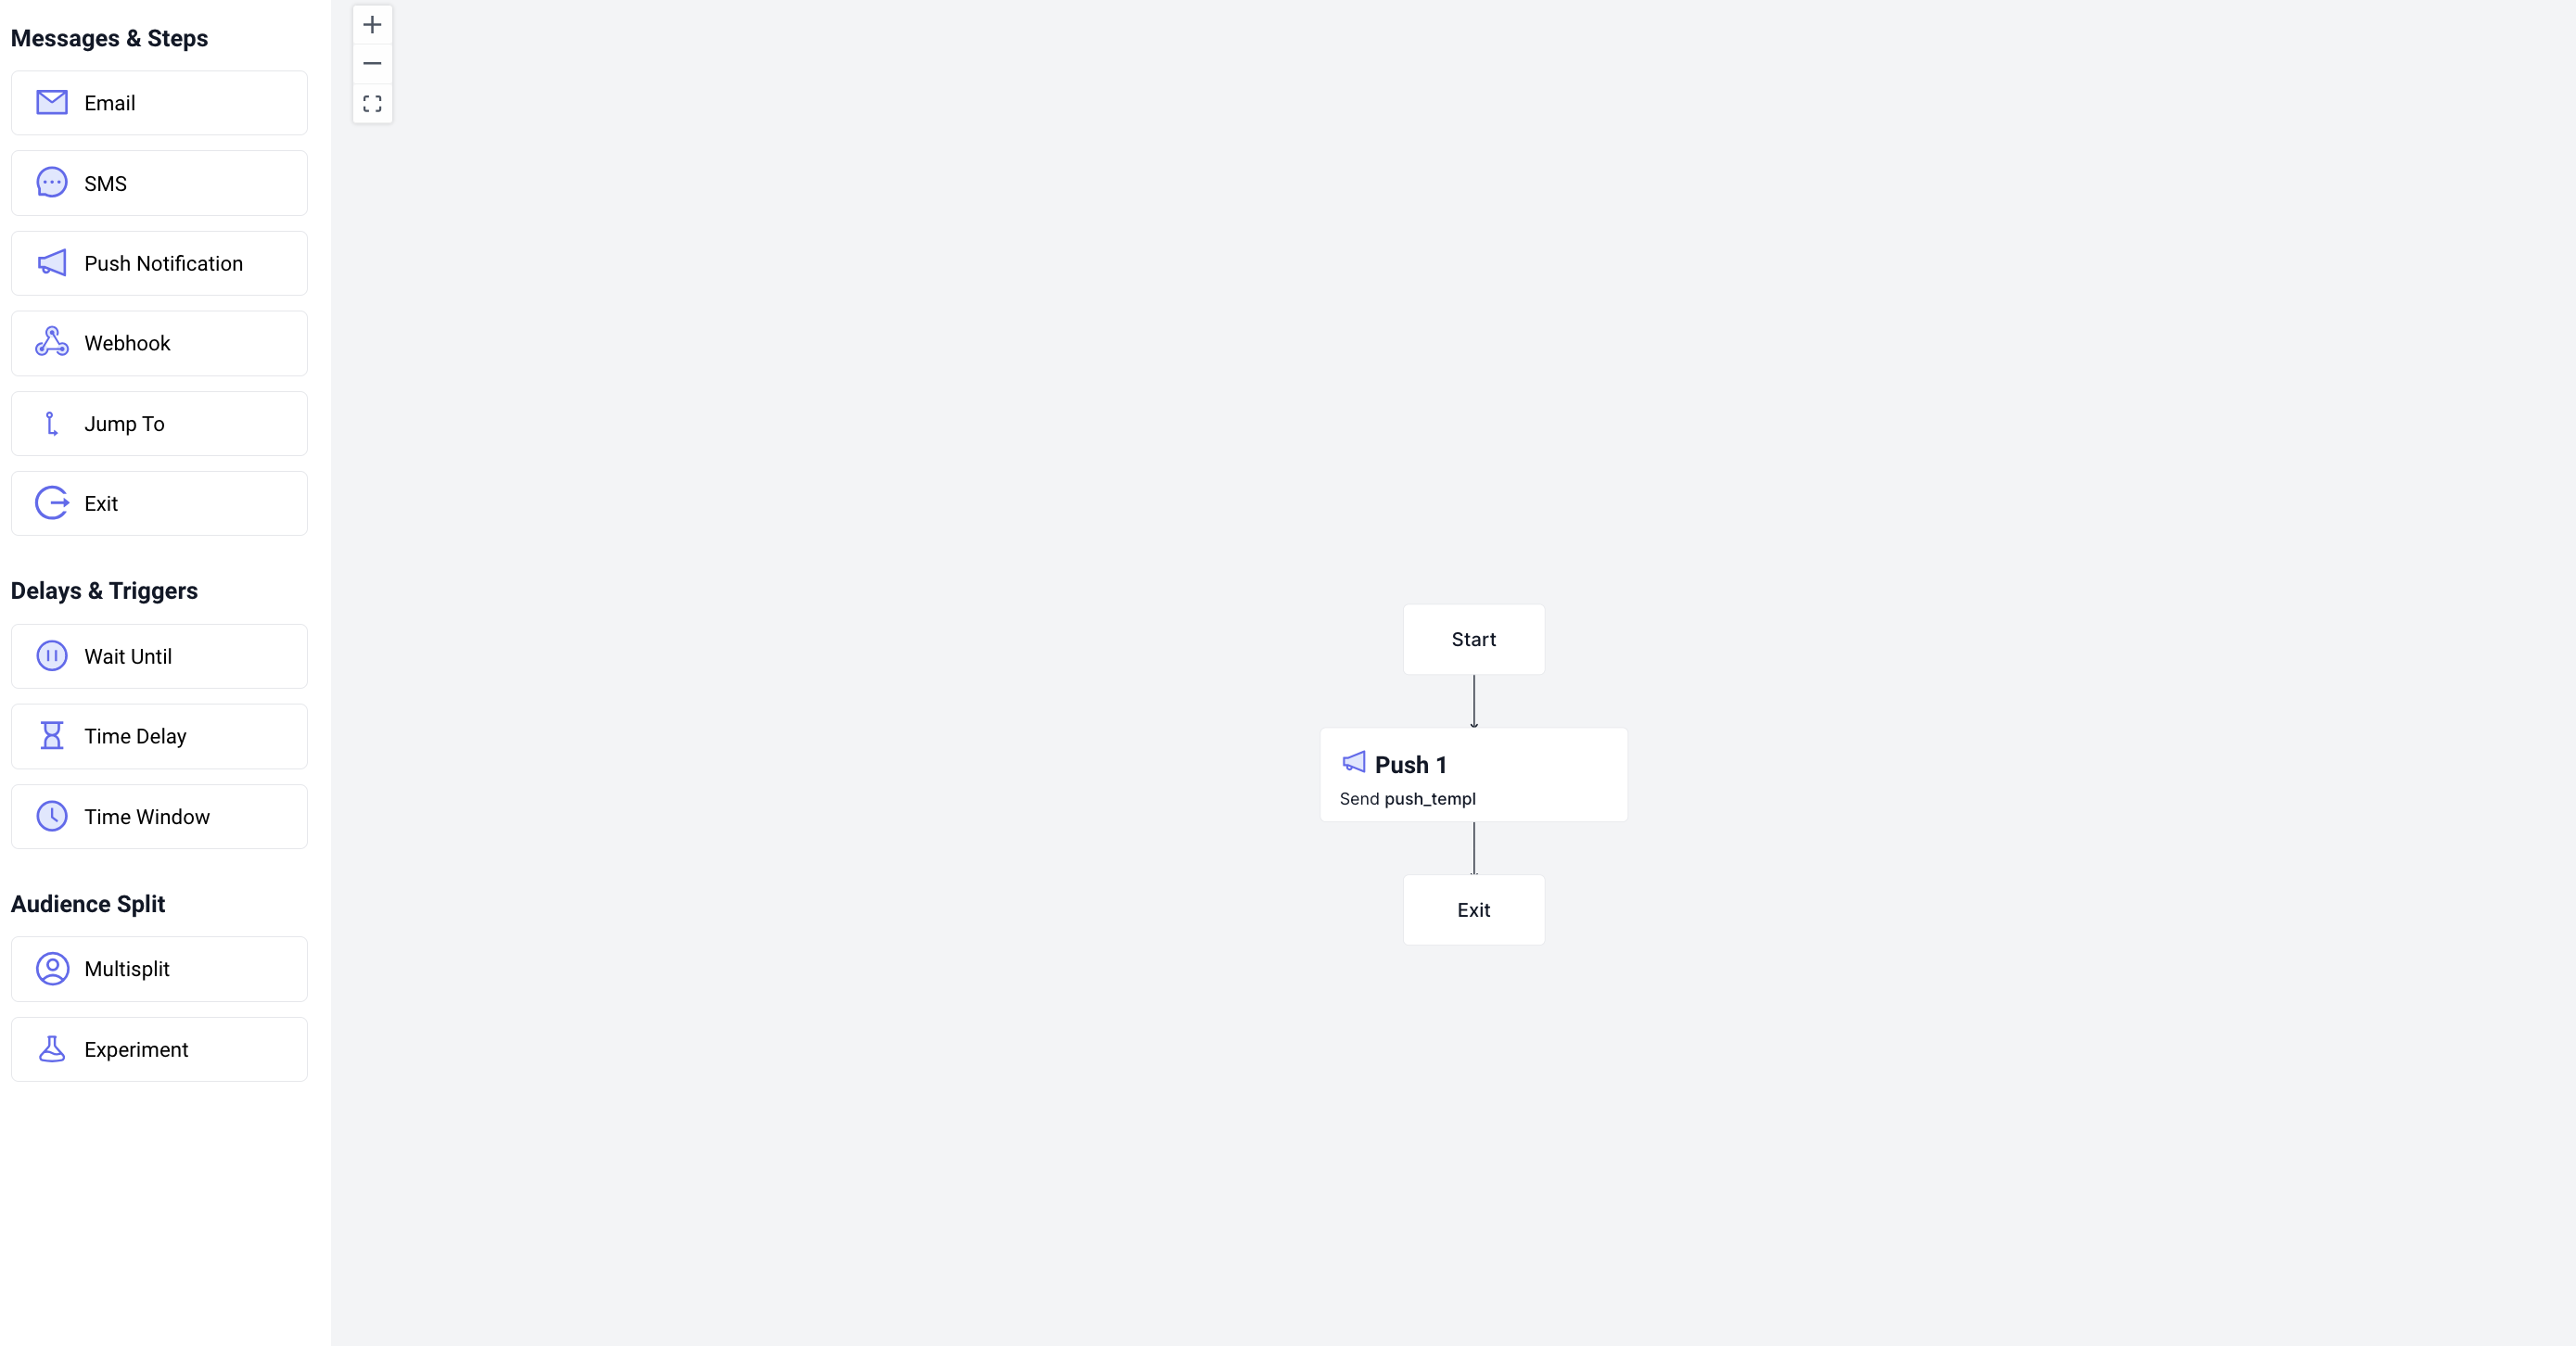 Messages & Steps
Email
SMS
Push Notification
Webhook
Jump To
Exit
Delays & Triggers
Wait Until
Time Delay
Time Window
Audience Split
Multisplit
Experiment
Start
Push 1
Send push_templ
Exit